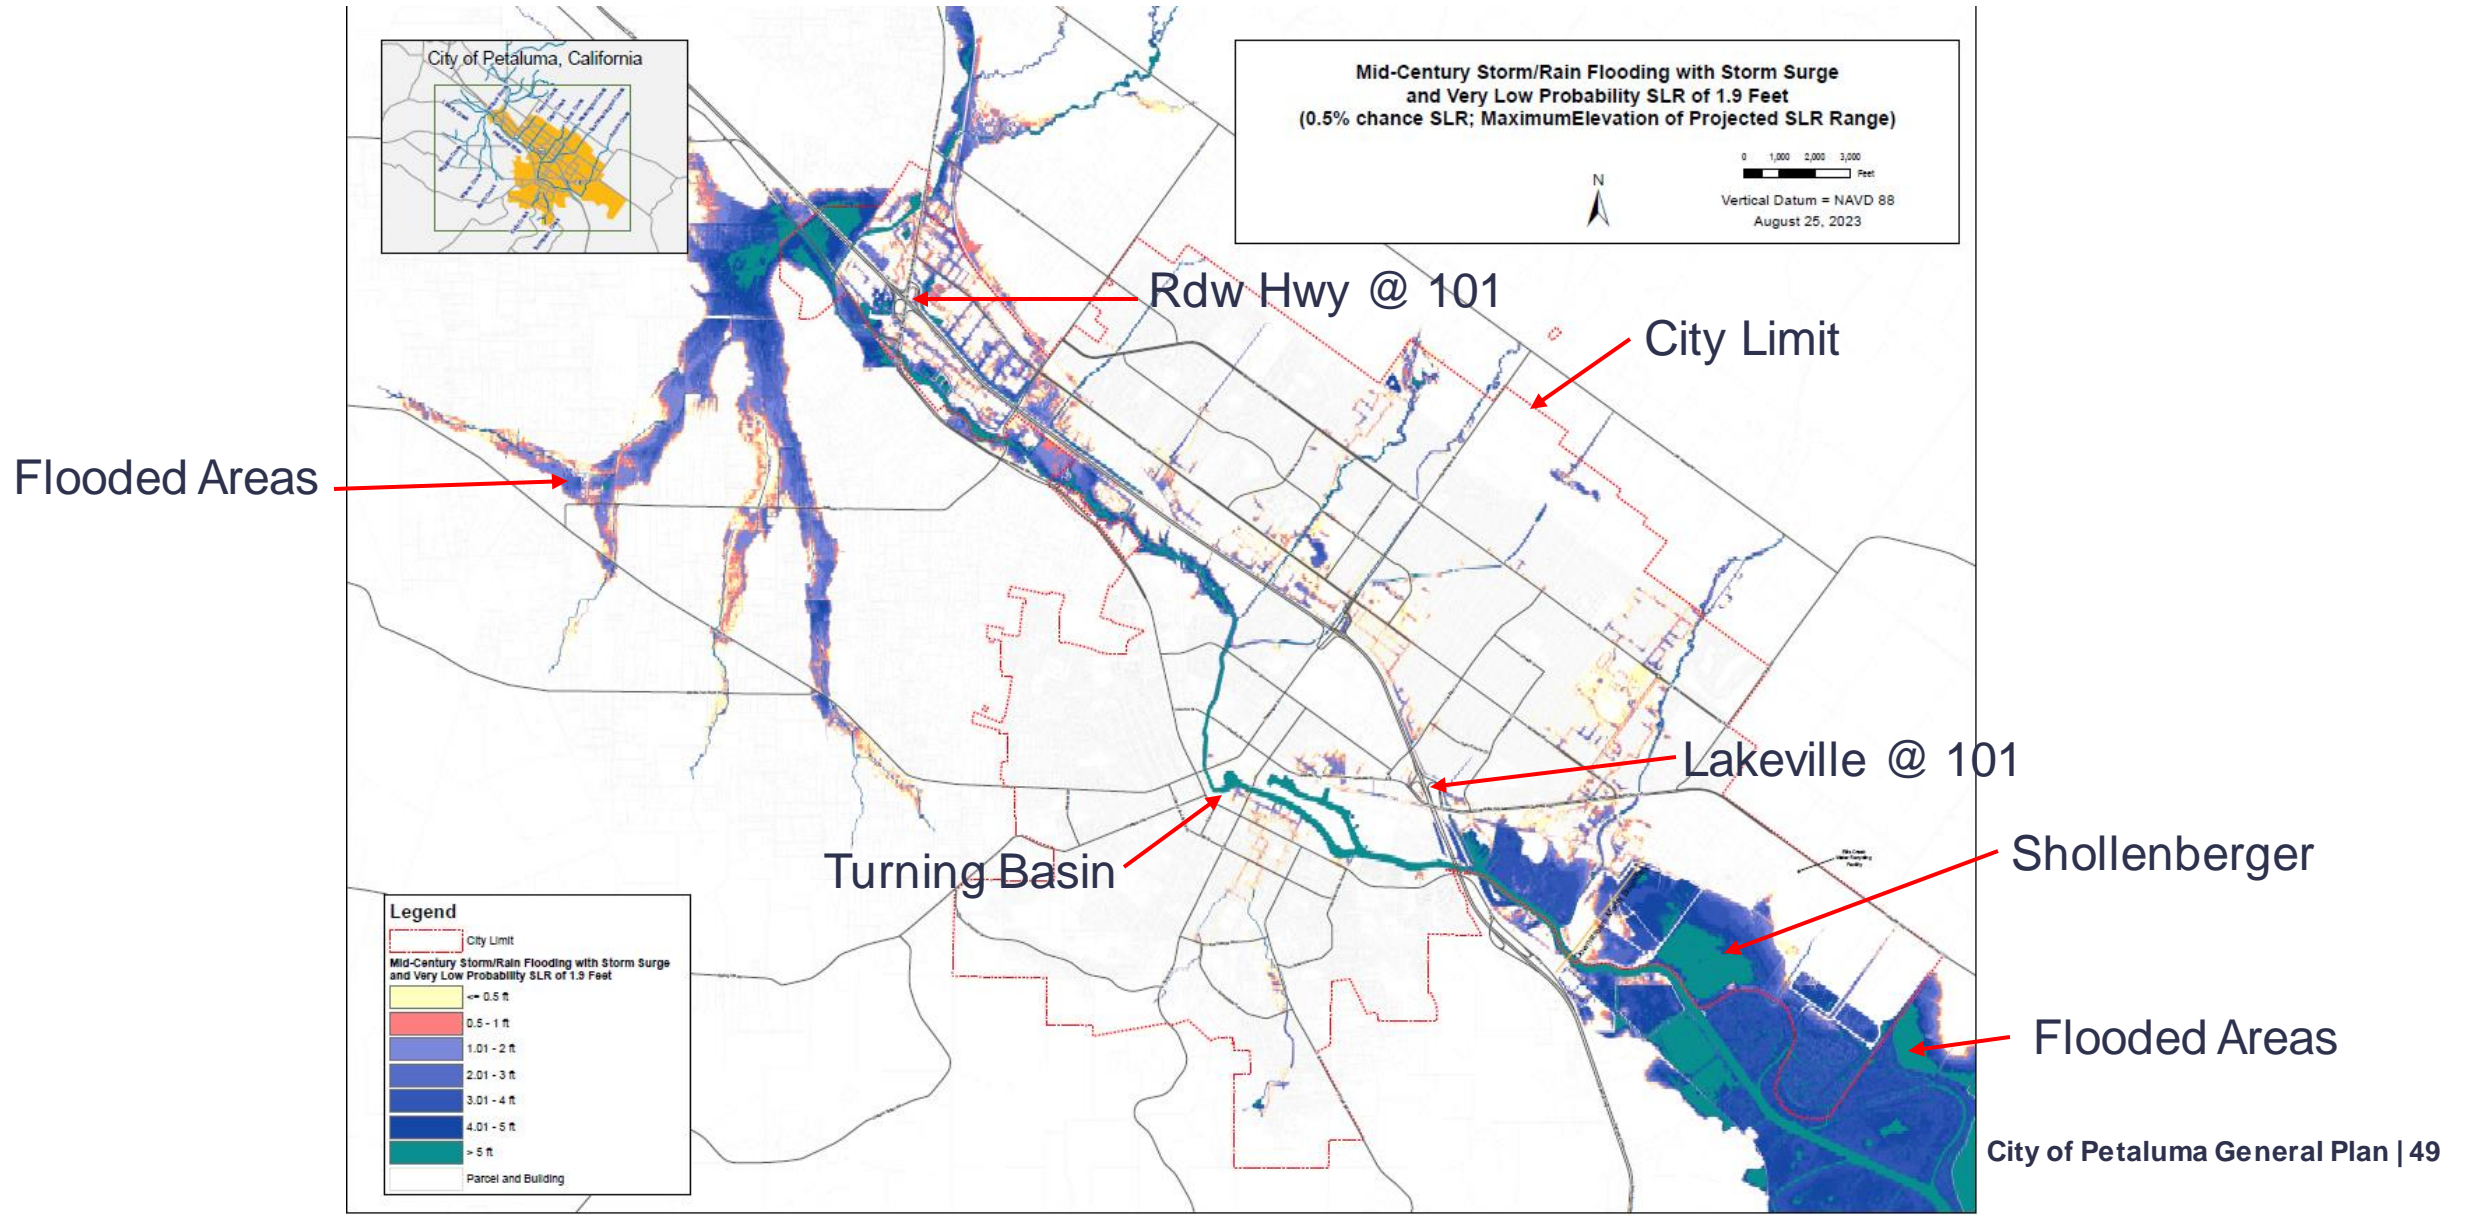 City of Petaluma, California
Mid-Century Storm/Rain Flooding with Storm Surge
and Very Low Probability SLR of 1.9 Feet
(0.5% chance SLR; MaximumElevation of Projected SLR Range)
0 1,000 2,000 3,000
Feet
N
Vertical Datum = NAVD 88
August 25, 2023
Rdw Hwy @ 101
City Limit
Flooded Areas
Lakeville @ 101
Turning Basin
Shollenberger
Flooded Areas
Legend
City Limit
Mid-Century Storm/Rain Flooding with Storm Surge
and Very Low Probability SLR of 1.9 Feet
<= 0.5 ft
0.5 - 1 ft
1.01 - 2 ft
2.01 - 3 ft
3.01 - 4 ft
4.01 - 5 ft
> 5 ft
Parcel and Building
City of Petaluma General Plan | 49